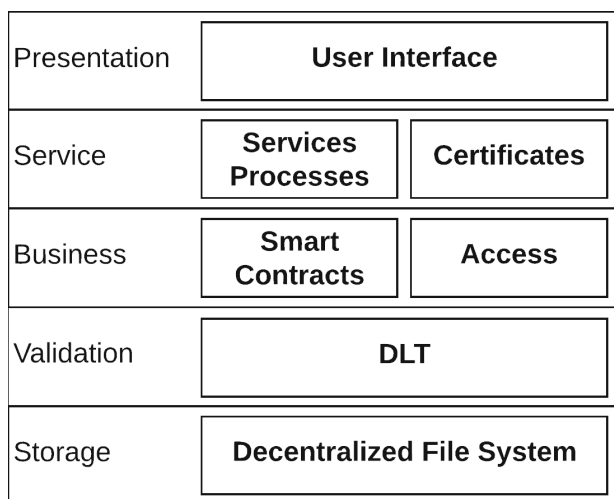 Presentation
User Interface
Service
Services
Processes
Certificates
Business
Smart
Contracts
Access
Validation
DLT
Storage
Decentralized File System